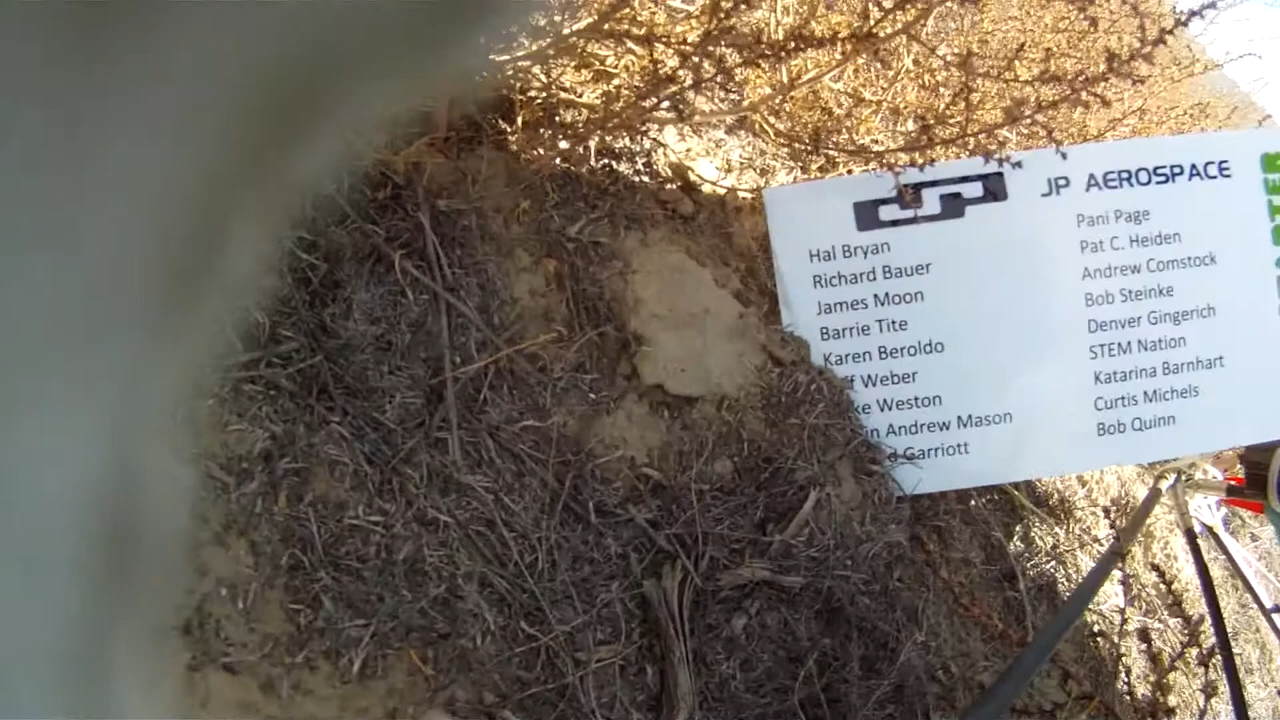 JP AEROSPACE
Hal Bryan
Richard Bauer
James Moon
Barrie Tite
Karen Beroldo
Weber
Weston
Andrew Mason
Garriott
Pani Page
Pat C. Heiden
Andrew Comstock
Bob Steinke
Denver Gingerich
STEM Nation
Katarina Barnhart
Curtis Michels
Bob Quinn